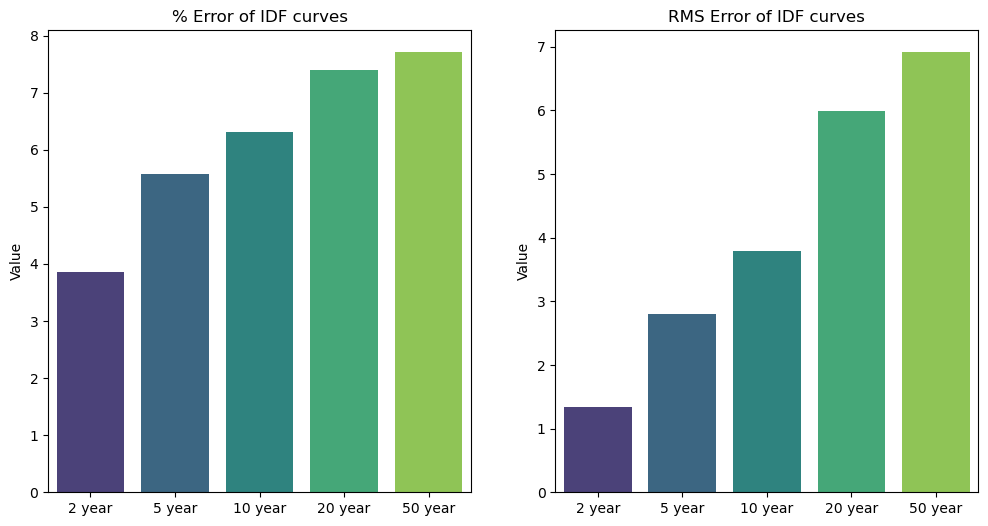 % Error of IDF curves
8
7
6
5
4
3
2
1
0
Value
2 year
5 year
10 year
20 year
50 year
RMS Error of IDF curves
7
6
5
4
3
2
1
0
Value
2 year
5 year
10 year
20 year
50 year